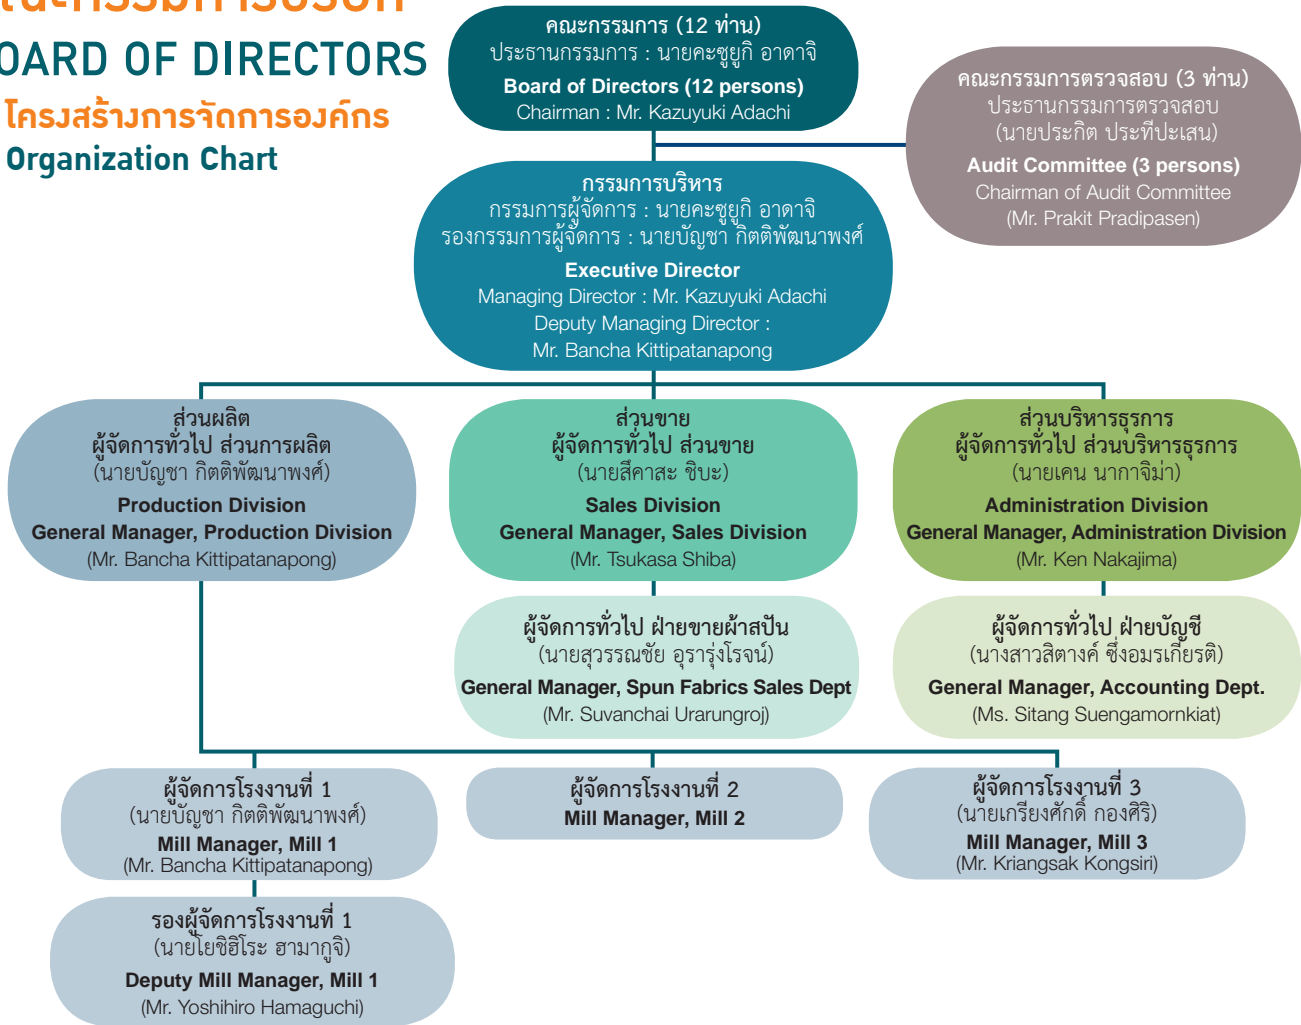 BOARD OF DIRECTORS
โครงสร้างการจัดการองค์กร
Organization Chart
คณะกรรมการ (12 ท่าน)
ประธานกรรมการ : นายคะซูยูกิ อาดาจิ
Board of Directors (12 persons)
Chairman : Mr. Kazuyuki Adachi
คณะกรรมการตรวจสอบ (3 ท่าน)
ประธานกรรมการตรวจสอบ
(นายประกิต ประทีปะเสน)
Audit Committee (3 persons)
Chairman of Audit Committee
(Mr. Prakit Pradipasen)
กรรมการบริหาร
กรรมการผู้จัดการ : นายคะซูยูกิ อาดาจิ
รองกรรมการผู้จัดการ : นายบัญชา กิตติพัฒนาพงศ์
Executive Director
Managing Director : Mr. Kazuyuki Adachi
Deputy Managing Director :
Mr. Bancha Kittipatanapong
ส่วนผลิต
ผู้จัดการทั่วไป ส่วนการผลิต
(นายบัญชา กิตติพัฒนาพงศ์)
Production Division
General Manager, Production Division
(Mr. Bancha Kittipatanapong)
ส่วนขาย
ผู้จัดการทั่วไป ส่วนขาย
(นายสึคาสะ ชิบะ)
Sales Division
General Manager, Sales Division
(Mr. Tsukasa Shiba)
ส่วนบริหารธุรการ
ผู้จัดการทั่วไป ส่วนบริหารธุรการ
(นายเคน นากาจิม่า)
Administration Division
General Manager, Administration Division
(Mr. Ken Nakajima)
ผู้จัดการทั่วไป ฝ่ายขายผ้าสปัน
(นายสุวรรณชัย อุรารุ่งโรจน์)
General Manager, Spun Fabrics Sales Dept
(Mr. Suvanchai Urarungroj)
ผู้จัดการทั่วไป ฝ่ายบัญชี
(นางสาวสิตางค์ ซึ่งอมรเกียรติ)
General Manager, Accounting Dept.
(Ms. Sitang Suengamornkiat)
ผู้จัดการโรงงานที่ 1
(นายบัญชา กิตติพัฒนาพงศ์)
Mill Manager, Mill 1
(Mr. Bancha Kittipatanapong)
ผู้จัดการโรงงานที่ 2
Mill Manager, Mill 2
ผู้จัดการโรงงานที่ 3
(นายเกรียงศักดิ์ กองศิริ)
Mill Manager, Mill 3
(Mr. Kriangsak Kongsiri)
รองผู้จัดการโรงงานที่ 1
(นายโยชิฮิโระ ฮามากูจิ)
Deputy Mill Manager, Mill 1
(Mr. Yoshihiro Hamaguchi)